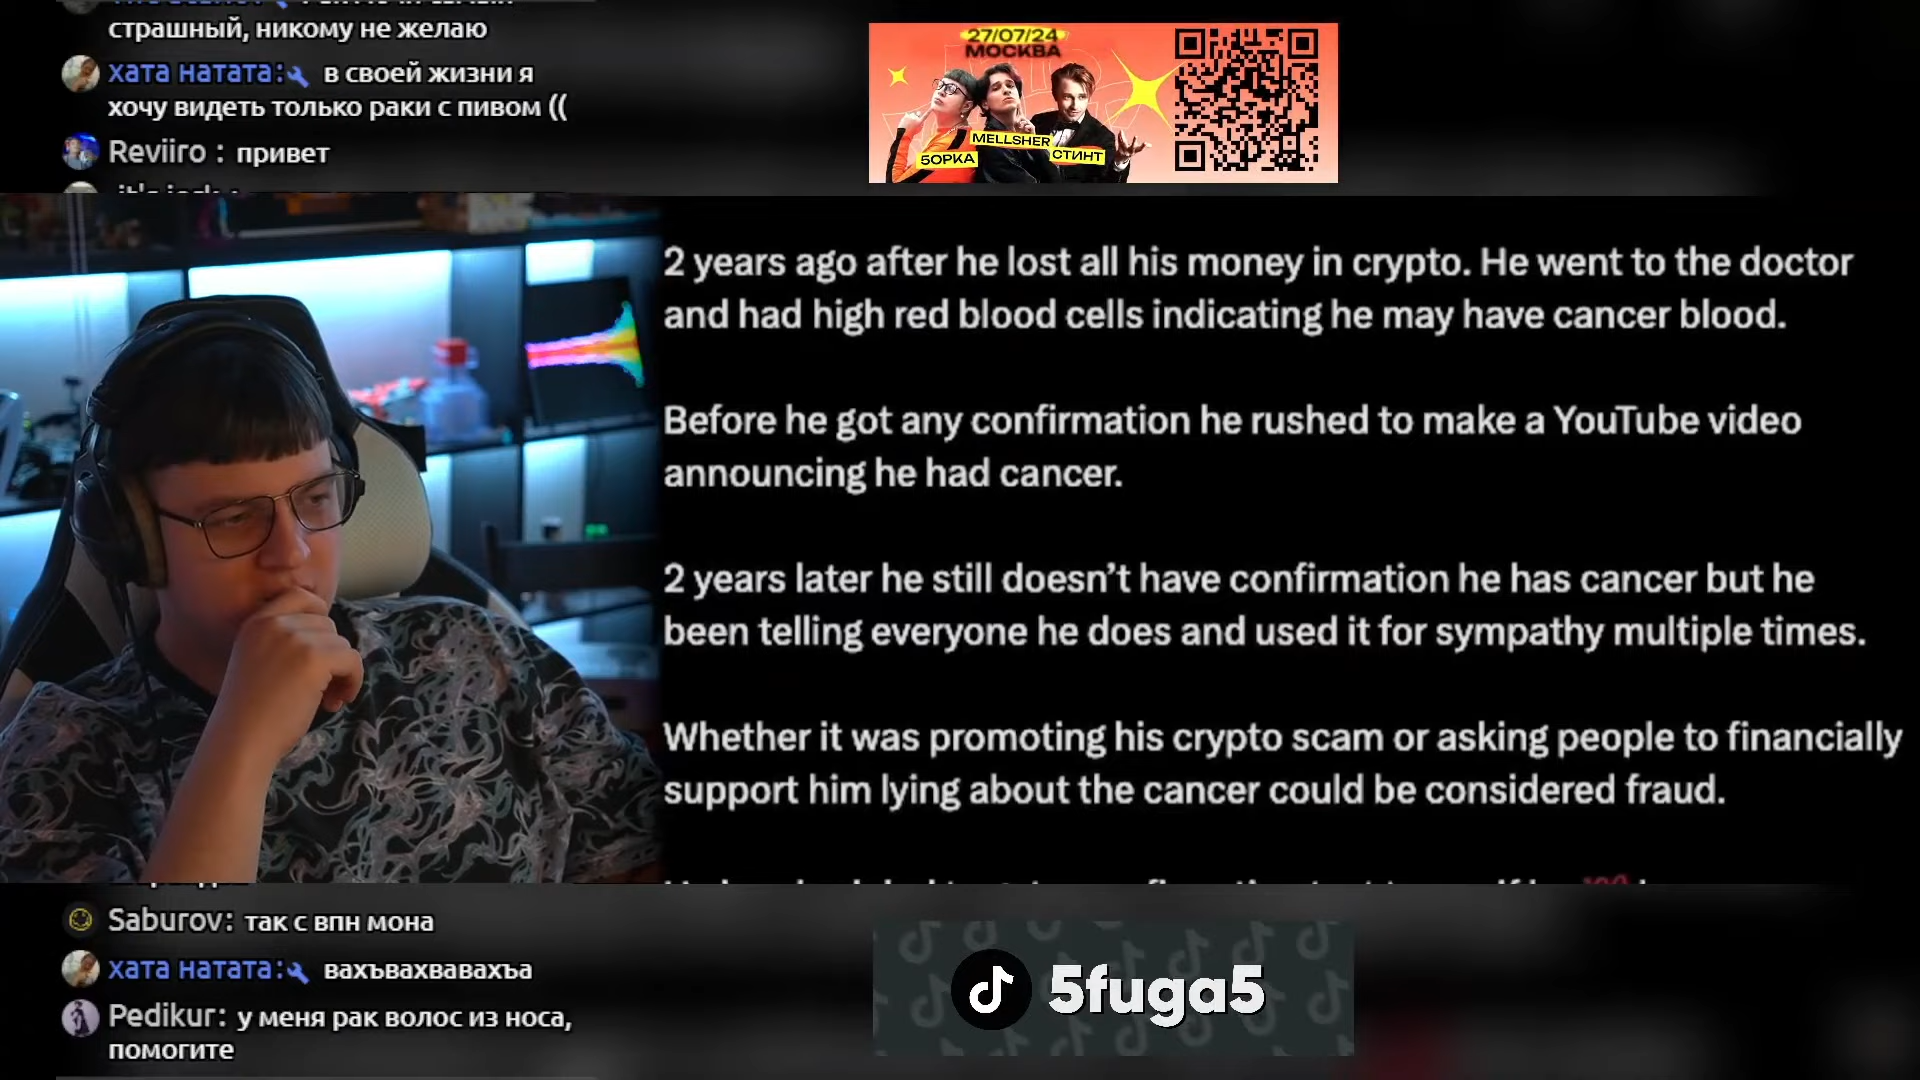 страшный, никому не желаю
хата натата: в своей жизни я
хочу видеть только раки с пивом ((
Reviiro : привет
27/07/24
МОСКВА
MELLSHER
5ОРКА
СТИНТ
2 years ago after he lost all his money in crypto. He went to the doctor
and had high red blood cells indicating he may have cancer blood.
Before he got any confirmation he rushed to make a YouTube video
announcing he had cancer.
2 years later he still doesn’t have confirmation he has cancer but he
been telling everyone he does and used it for sympathy multiple times.
Whether it was promoting his crypto scam or asking people to financially
support him lying about the cancer could be considered fraud.
Saburov: так с впн мона
хата натата: вахъвахвавахъа
Pedikur: у меня рак волос из носа,
помогите
5fuga5